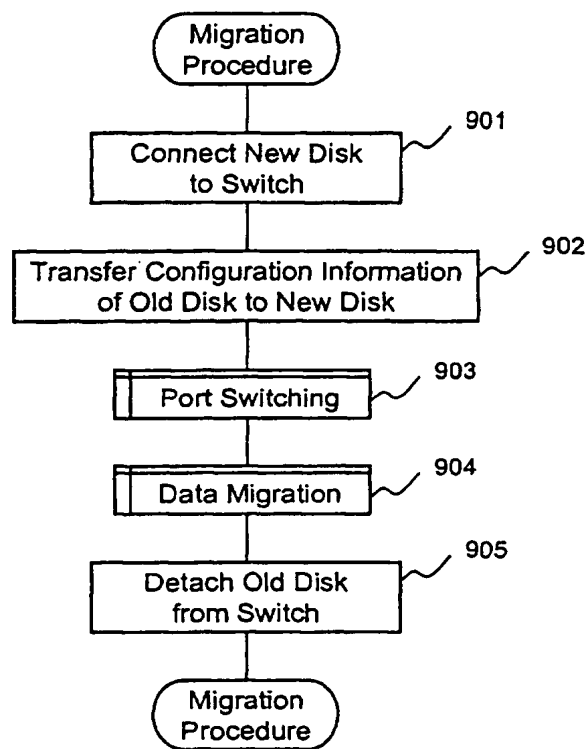 Migration
Procedure
901
Connect New Disk
to Switch
902
Transfer Configuration Information
of Old Disk to New Disk
903
Port Switching
904
Data Migration
905
Detach Old Disk
from Switch
Migration
Procedure